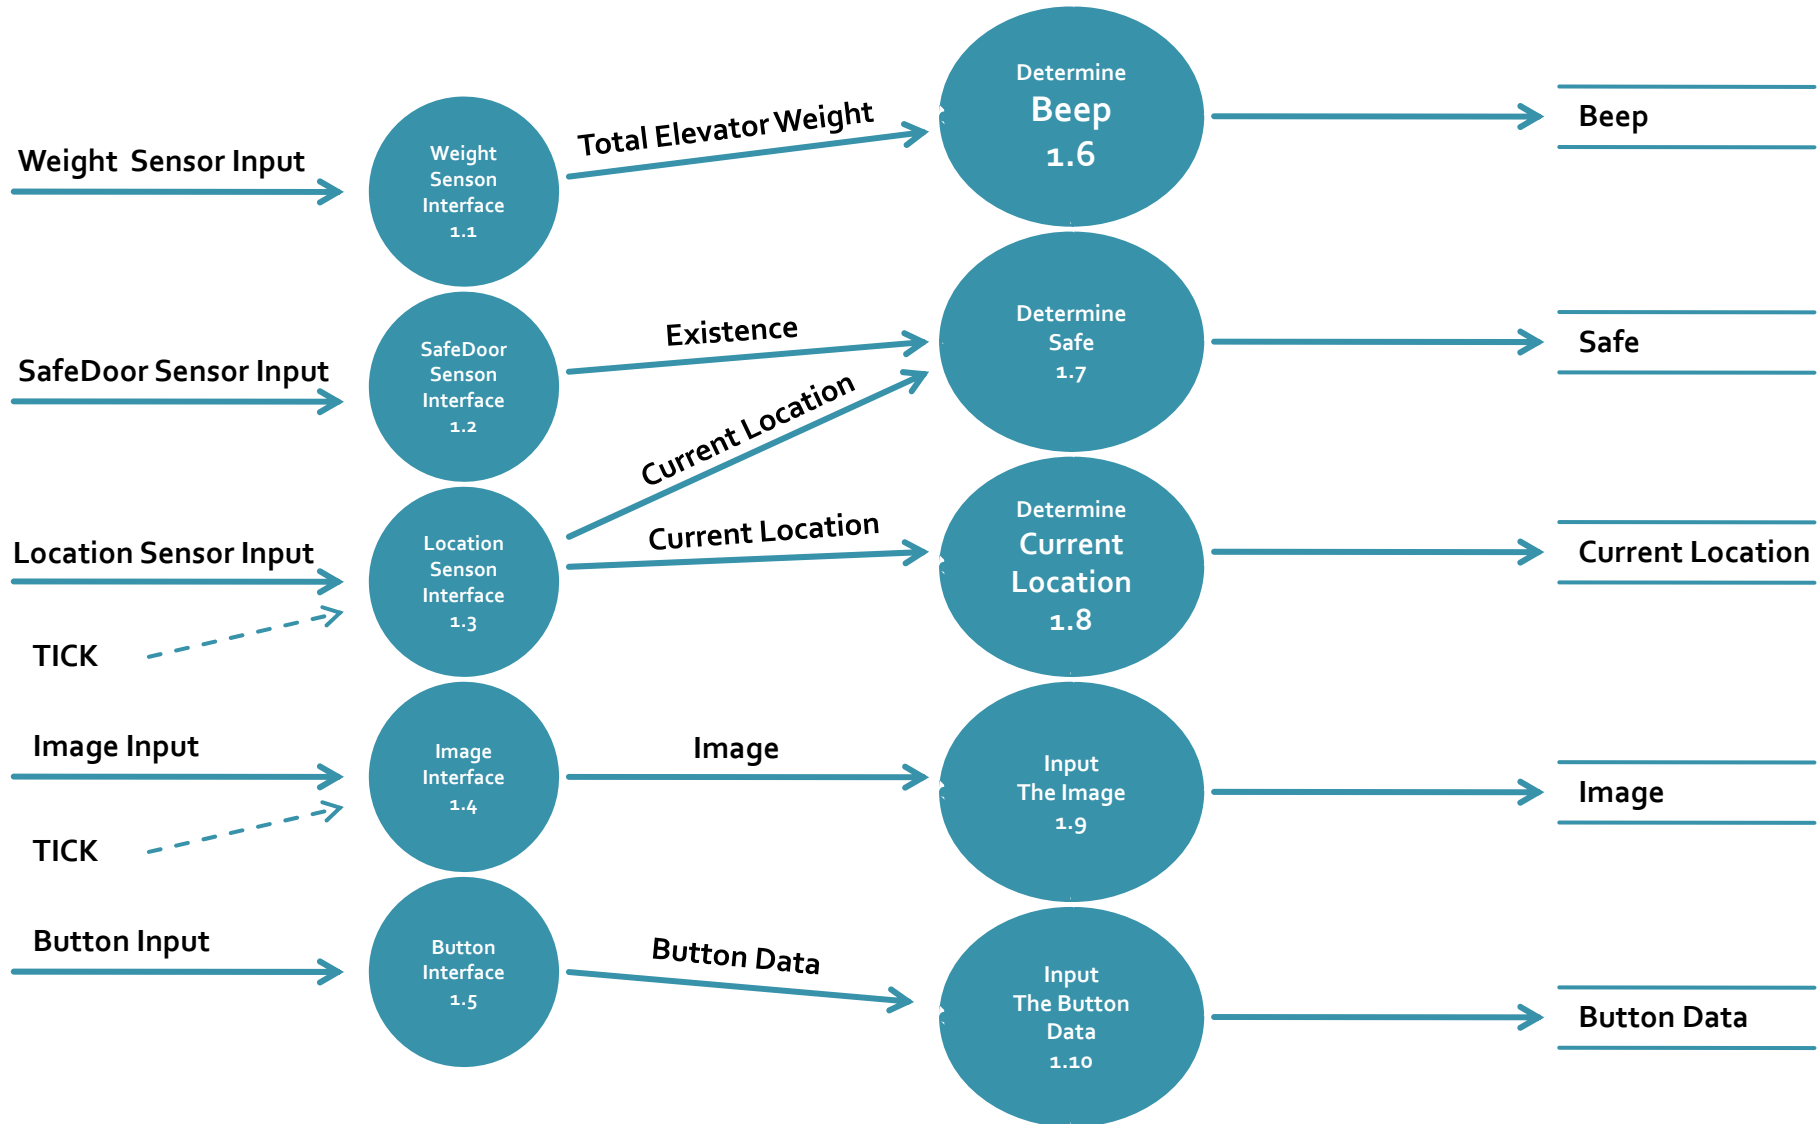 Weight  Sensor Input
Weight
Senson
Interface
1.1
Total Elevator Weight
Determine
Beep
1.6
Beep
SafeDoor Sensor Input
SafeDoor
Senson
Interface
1.2
Existence
Determine
Safe
1.7
Safe
Current Location
Location Sensor Input
TICK
Location
Senson
Interface
1.3
Current Location
Determine
Current
Location
1.8
Current Location
Image Input
TICK
Image
Interface
1.4
Image
Input
The Image
1.9
Image
Button Input
Button
Interface
1.5
Button Data
Input
The Button
Data
1.10
Button Data